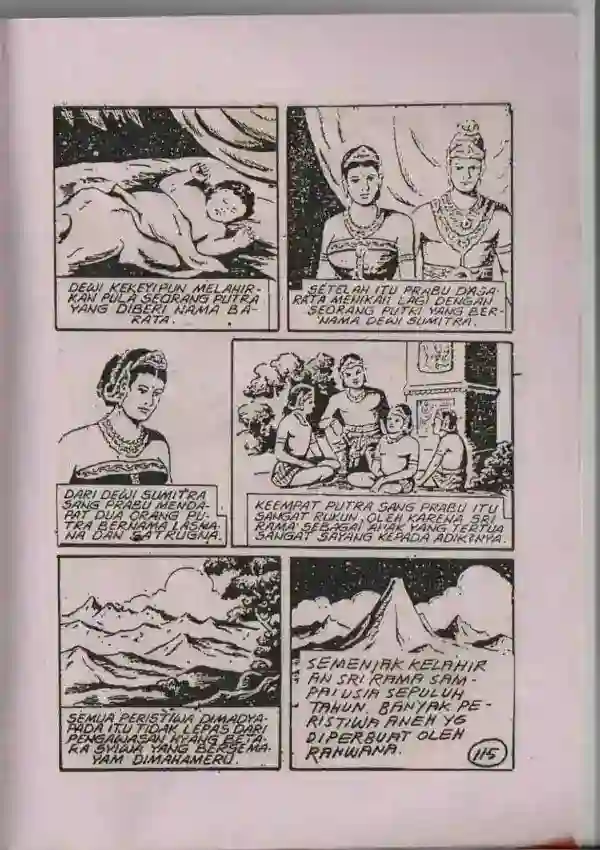 DEWI KEKEYIPUN MELAHIR-
KAN PULA SEORANG PUTRA
YANG DIBERI NAMA BA-
RATA.
SETELAH ITU PRABU DASA-
RATA MENIKAH LAGI DENGAN
SEORANG PUTRI YANG BER-
NAMA DEWI SUMITRA.
DARI DEWI SUMITRA
SANG PRABU MENDA-
PAT DUA ORANG PU-
TRA BERNAMA LASMA-
NA DAN SATRUGNA.
KEEMPAT PUTRA SANG PRABU ITU
SANGAT RUKUN, OLEH KARENA SRI
RAMA SEBAGAI ANAK YANG TERTUA
SANGAT SAYANG KEPADA ADIK2NYA.
SEMUA PERISTIWA DIMADYA-
PADA ITU TIDAK LEPAS DARI
PENGAWASAN HYANG BETA-
RA SYIWA YANG BERSEMA-
YAM DIMAHAMERU.
SEMENJAK KELAHIR
AN SRI RAMA SAM-
PAI USIA SEPULUH
TAHUN. BANYAK PE-
RISTIWA ANEH YG
DIPERBUAT OLEH
RAHWANA.
115